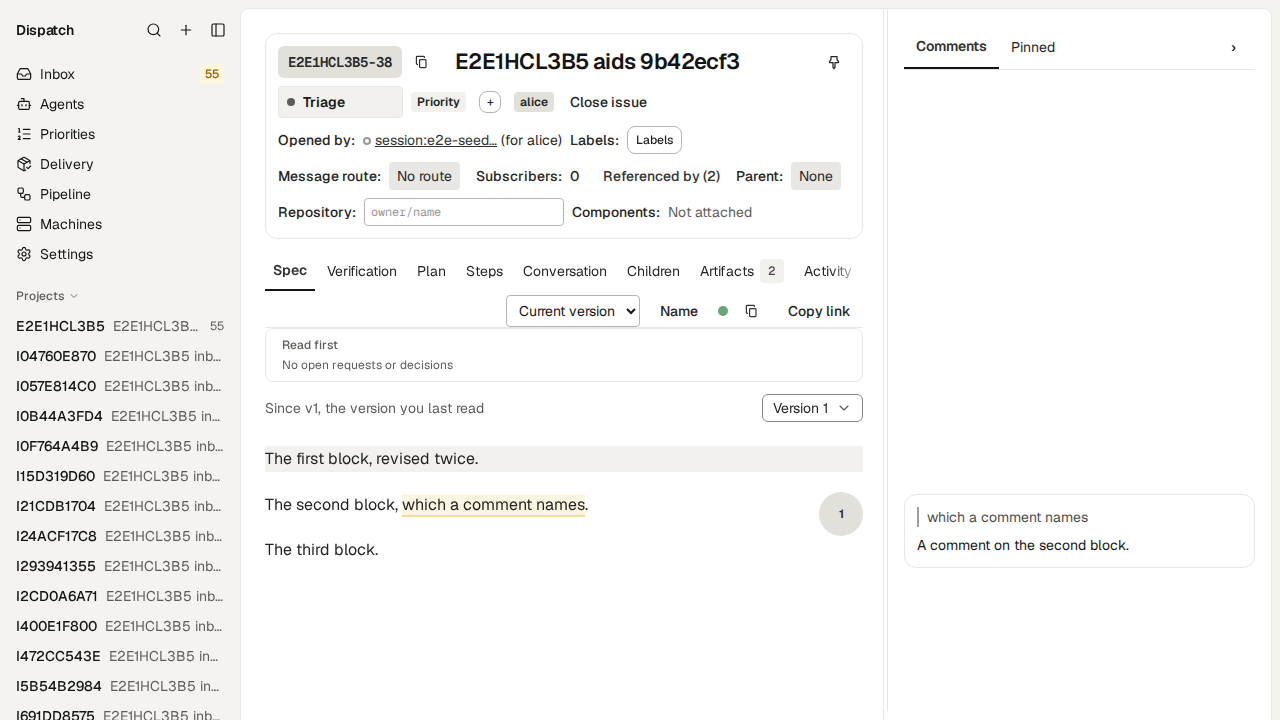 Dispatch
Inbox 55
Agents
Priorities
Delivery
Pipeline
Machines
Settings
Projects
E2E1HCL3B5 E2E1HCL3B... 55
I04760E870 E2E1HCL3B5 inb...
I057E814C0 E2E1HCL3B5 inb...
I0B44A3FD4 E2E1HCL3B5 in...
I0F764A4B9 E2E1HCL3B5 inb...
I15D319D60 E2E1HCL3B5 inb...
I21CDB1704 E2E1HCL3B5 inb...
I24ACF17C8 E2E1HCL3B5 inb...
I293941355 E2E1HCL3B5 inb...
I2CD0A6A71 E2E1HCL3B5 inb...
I400E1F800 E2E1HCL3B5 inb...
I472CC543E E2E1HCL3B5 in...
I5B54B2984 E2E1HCL3B5 in...
I691DD8575 E2E1HCL3B5 inb...
E2E1HCL3B5-38 E2E1HCL3B5 aids 9b42ecf3
Triage Priority + alice Close issue
Opened by: session:e2e-seed... (for alice) Labels: Labels
Message route: No route Subscribers: 0 Referenced by (2) Parent: None
Repository: owner/name Components: Not attached
Spec Verification Plan Steps Conversation Children Artifacts 2 Activity
Current version Name Copy link
Read first
No open requests or decisions
Since v1, the version you last read Version 1
The first block, revised twice.
The second block, which a comment names. 1
The third block.
Comments Pinned ›
which a comment names
A comment on the second block.